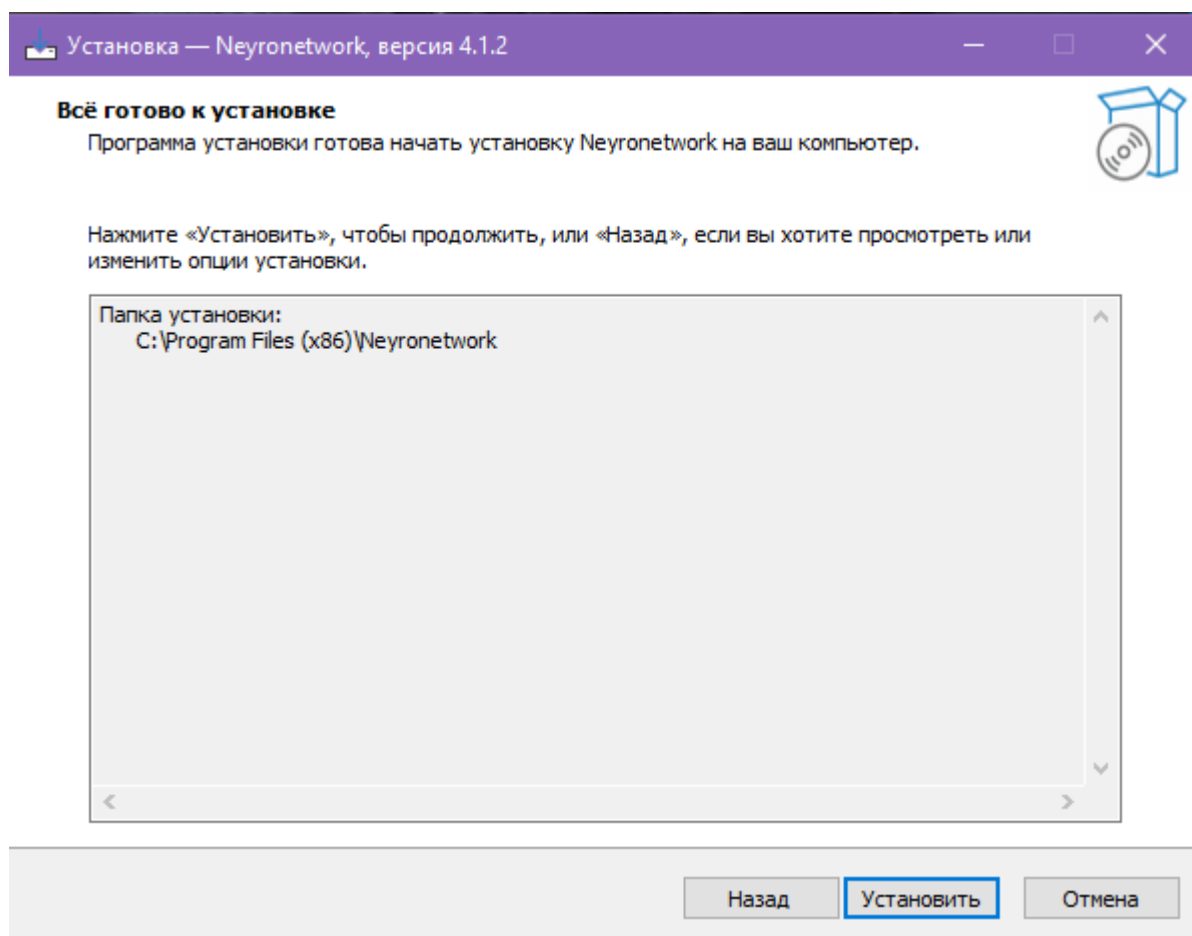 Установка — Neyronetwork, версия 4.1.2
Всё готово к установке
Программа установки готова начать установку Neyronetwork на ваш компьютер.
Нажмите «Установить», чтобы продолжить, или «Назад», если вы хотите просмотреть или
изменить опции установки.
Папка установки:
C:\Program Files (x86)\Neyronetwork
Назад
Установить
Отмена